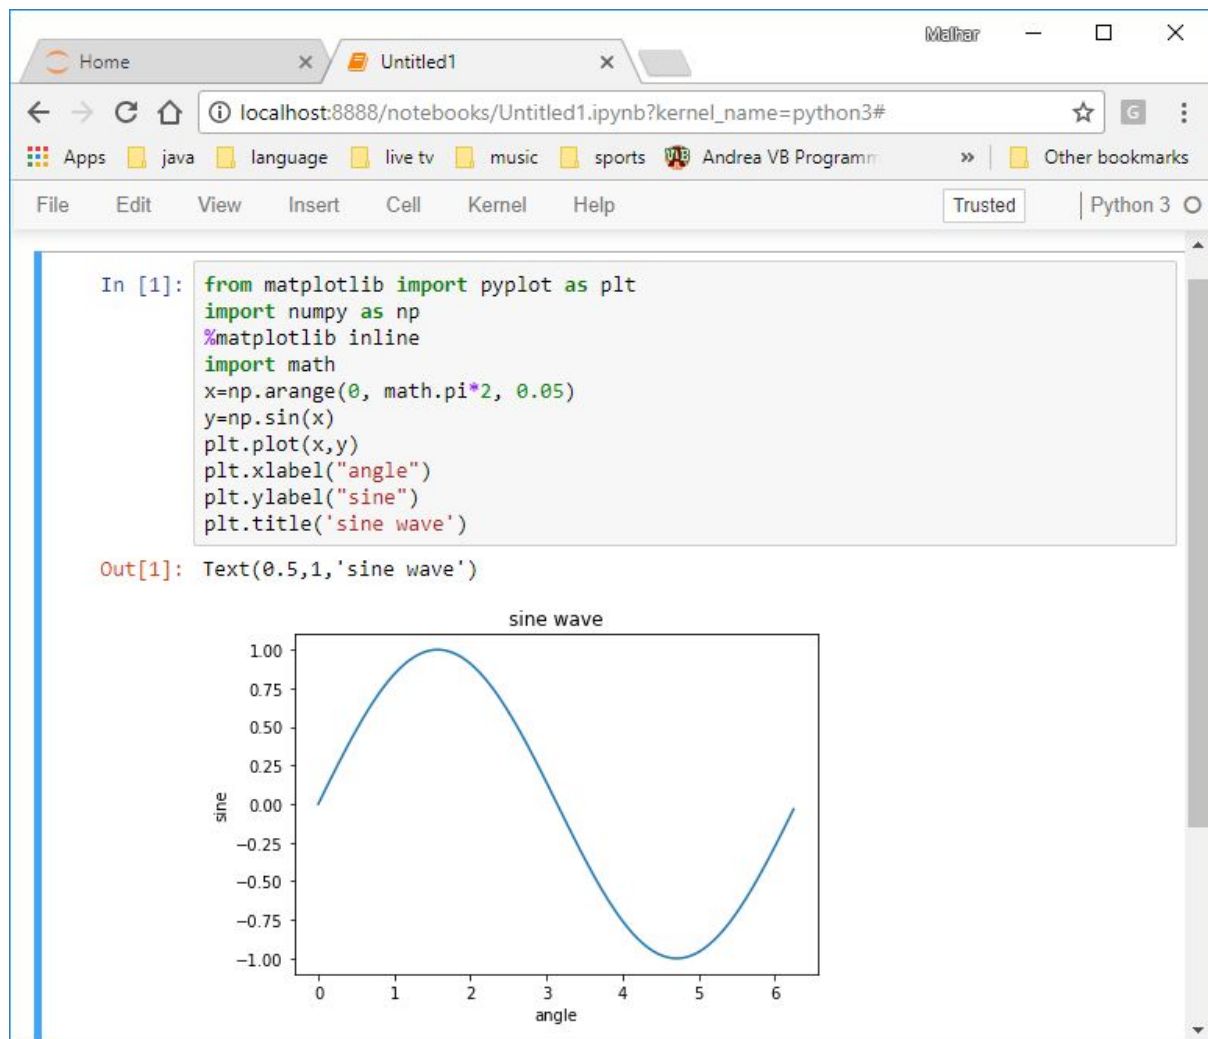 Malhar
Home
Untitled1
localhost:8888/notebooks/Untitled1.ipynb?kernel_name=python3#
G
Apps java language live tv music sports Andrea VB Programm » Other bookmarks
File Edit View Insert Cell Kernel Help Trusted Python 3
In [1]: from matplotlib import pyplot as plt
import numpy as np
%matplotlib inline
import math
x=np.arange(0, math.pi*2, 0.05)
y=np.sin(x)
plt.plot(x,y)
plt.xlabel("angle")
plt.ylabel("sine")
plt.title('sine wave')
Out[1]: Text(0.5,1,'sine wave')
sine wave
1.00
0.75
0.50
0.25
0.00
−0.25
−0.50
−0.75
−1.00
sine
0 1 2 3 4 5 6
angle